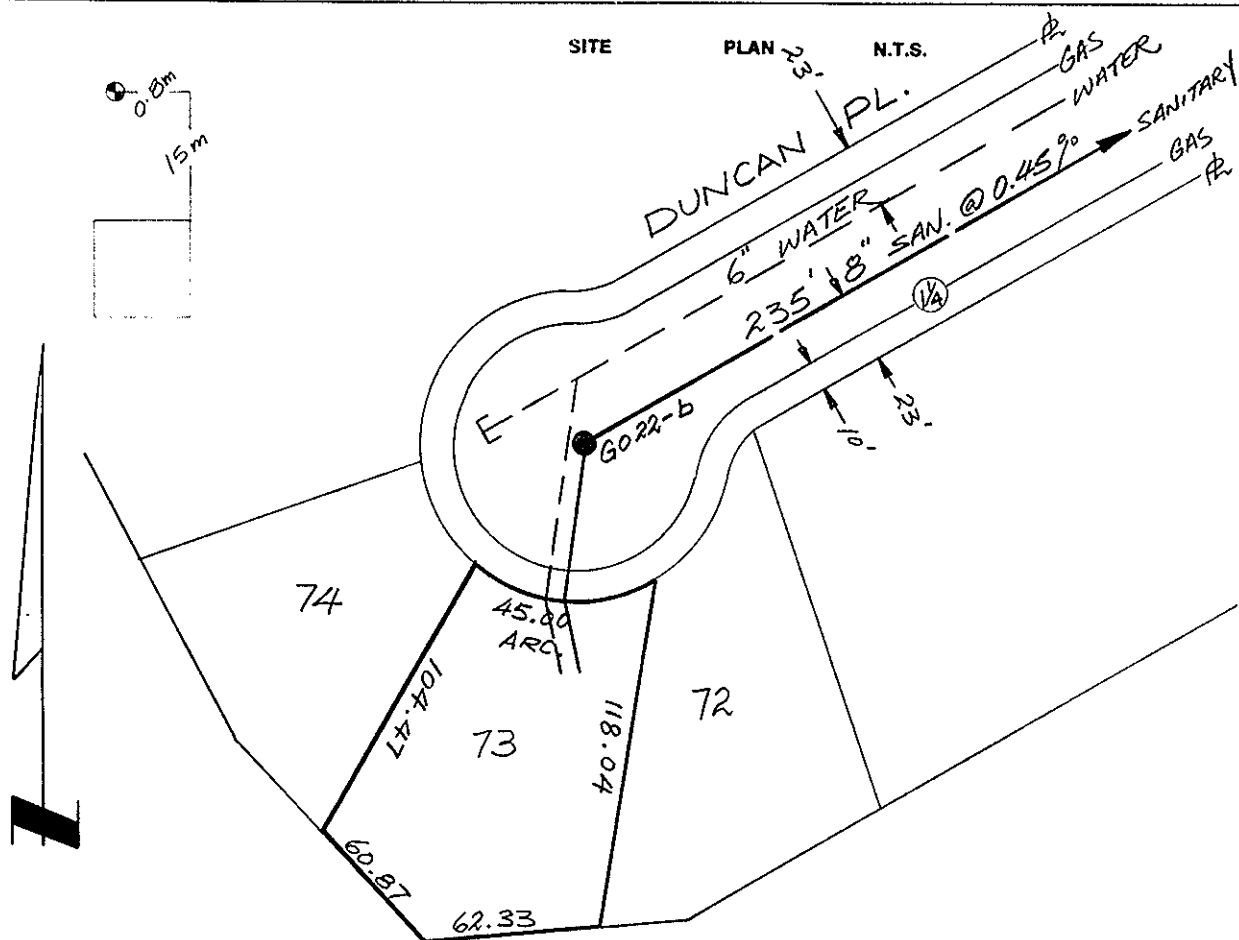 SITE PLAN N.T.S.
0.8m
15m
23'
DUNCAN PL.
PL
GAS
WATER
SANITARY
GAS
PL
6" WATER
235' 8" SAN. @ 0.45%
1¼
G022-b
10'
23'
74
45.00
ARC.
104.47
73
118.04
72
60.87
62.33